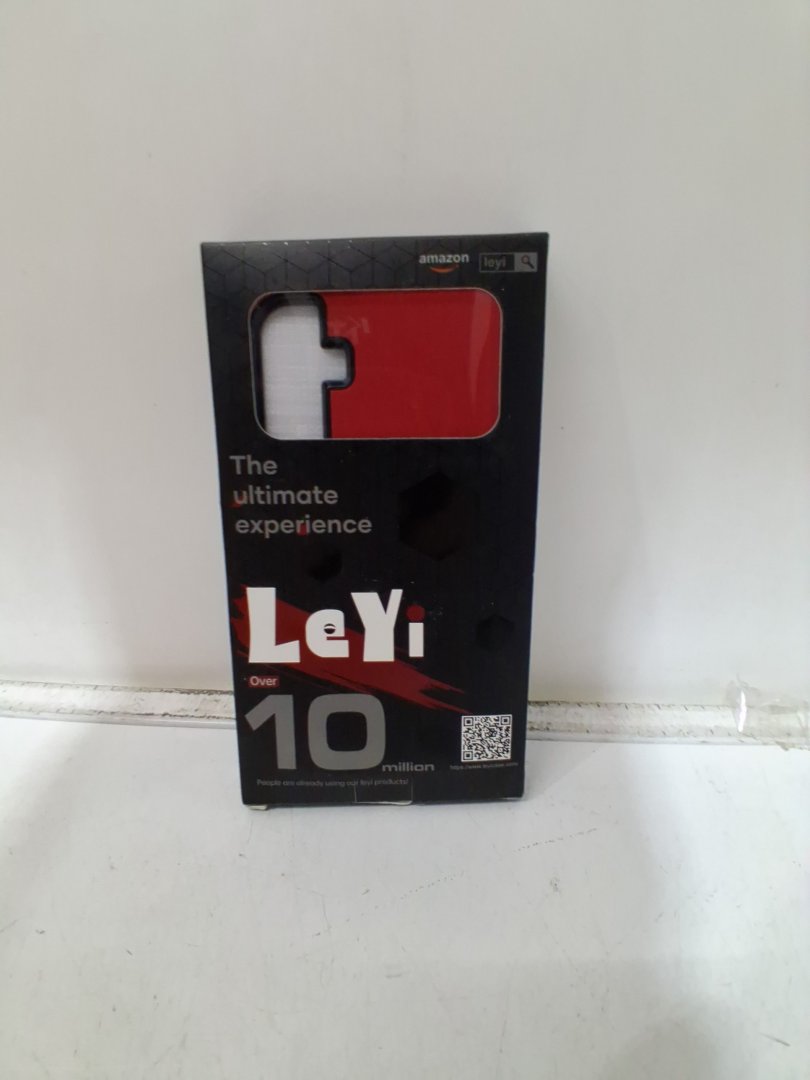 amazon
leyi
The
ultimate
experience
LeYi
Over
10
million
People are already using our leyi products!